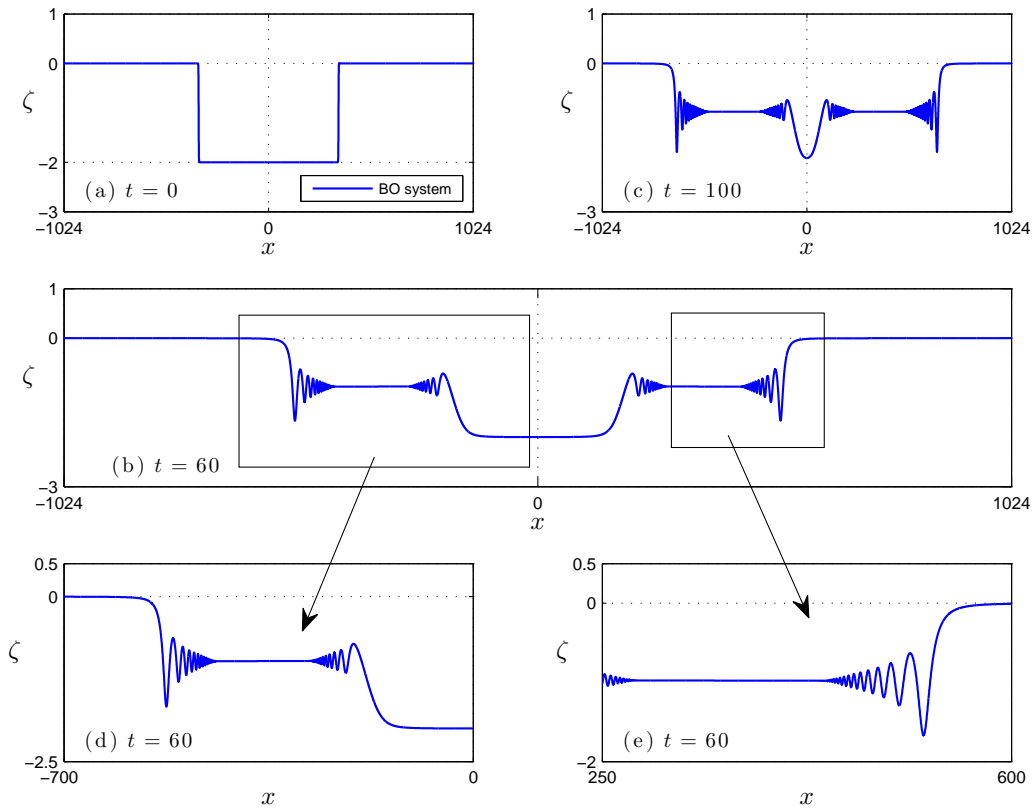 1
0
−2
−3
ζ
(a) t = 0
BO system
−1024
0
1024
x
1
0
−3
ζ
(c) t = 100
−1024
0
1024
x
1
0
−3
ζ
(b) t = 60
−1024
0
1024
x
0.5
0
−2.5
ζ
(d) t = 60
−700
0
x
0.5
0
−2
ζ
(e) t = 60
250
600
x